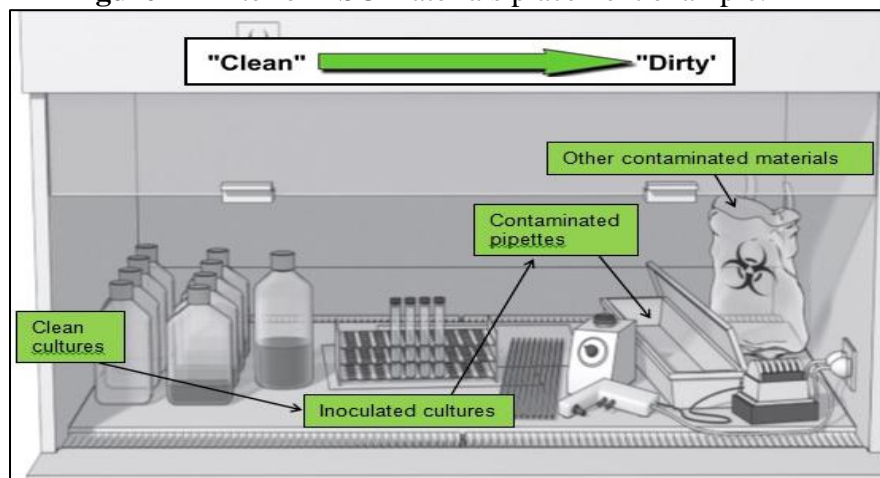 "Clean" "Dirty'
Other contaminated materials
Contaminated
pipettes
Clean
cultures
Inoculated cultures